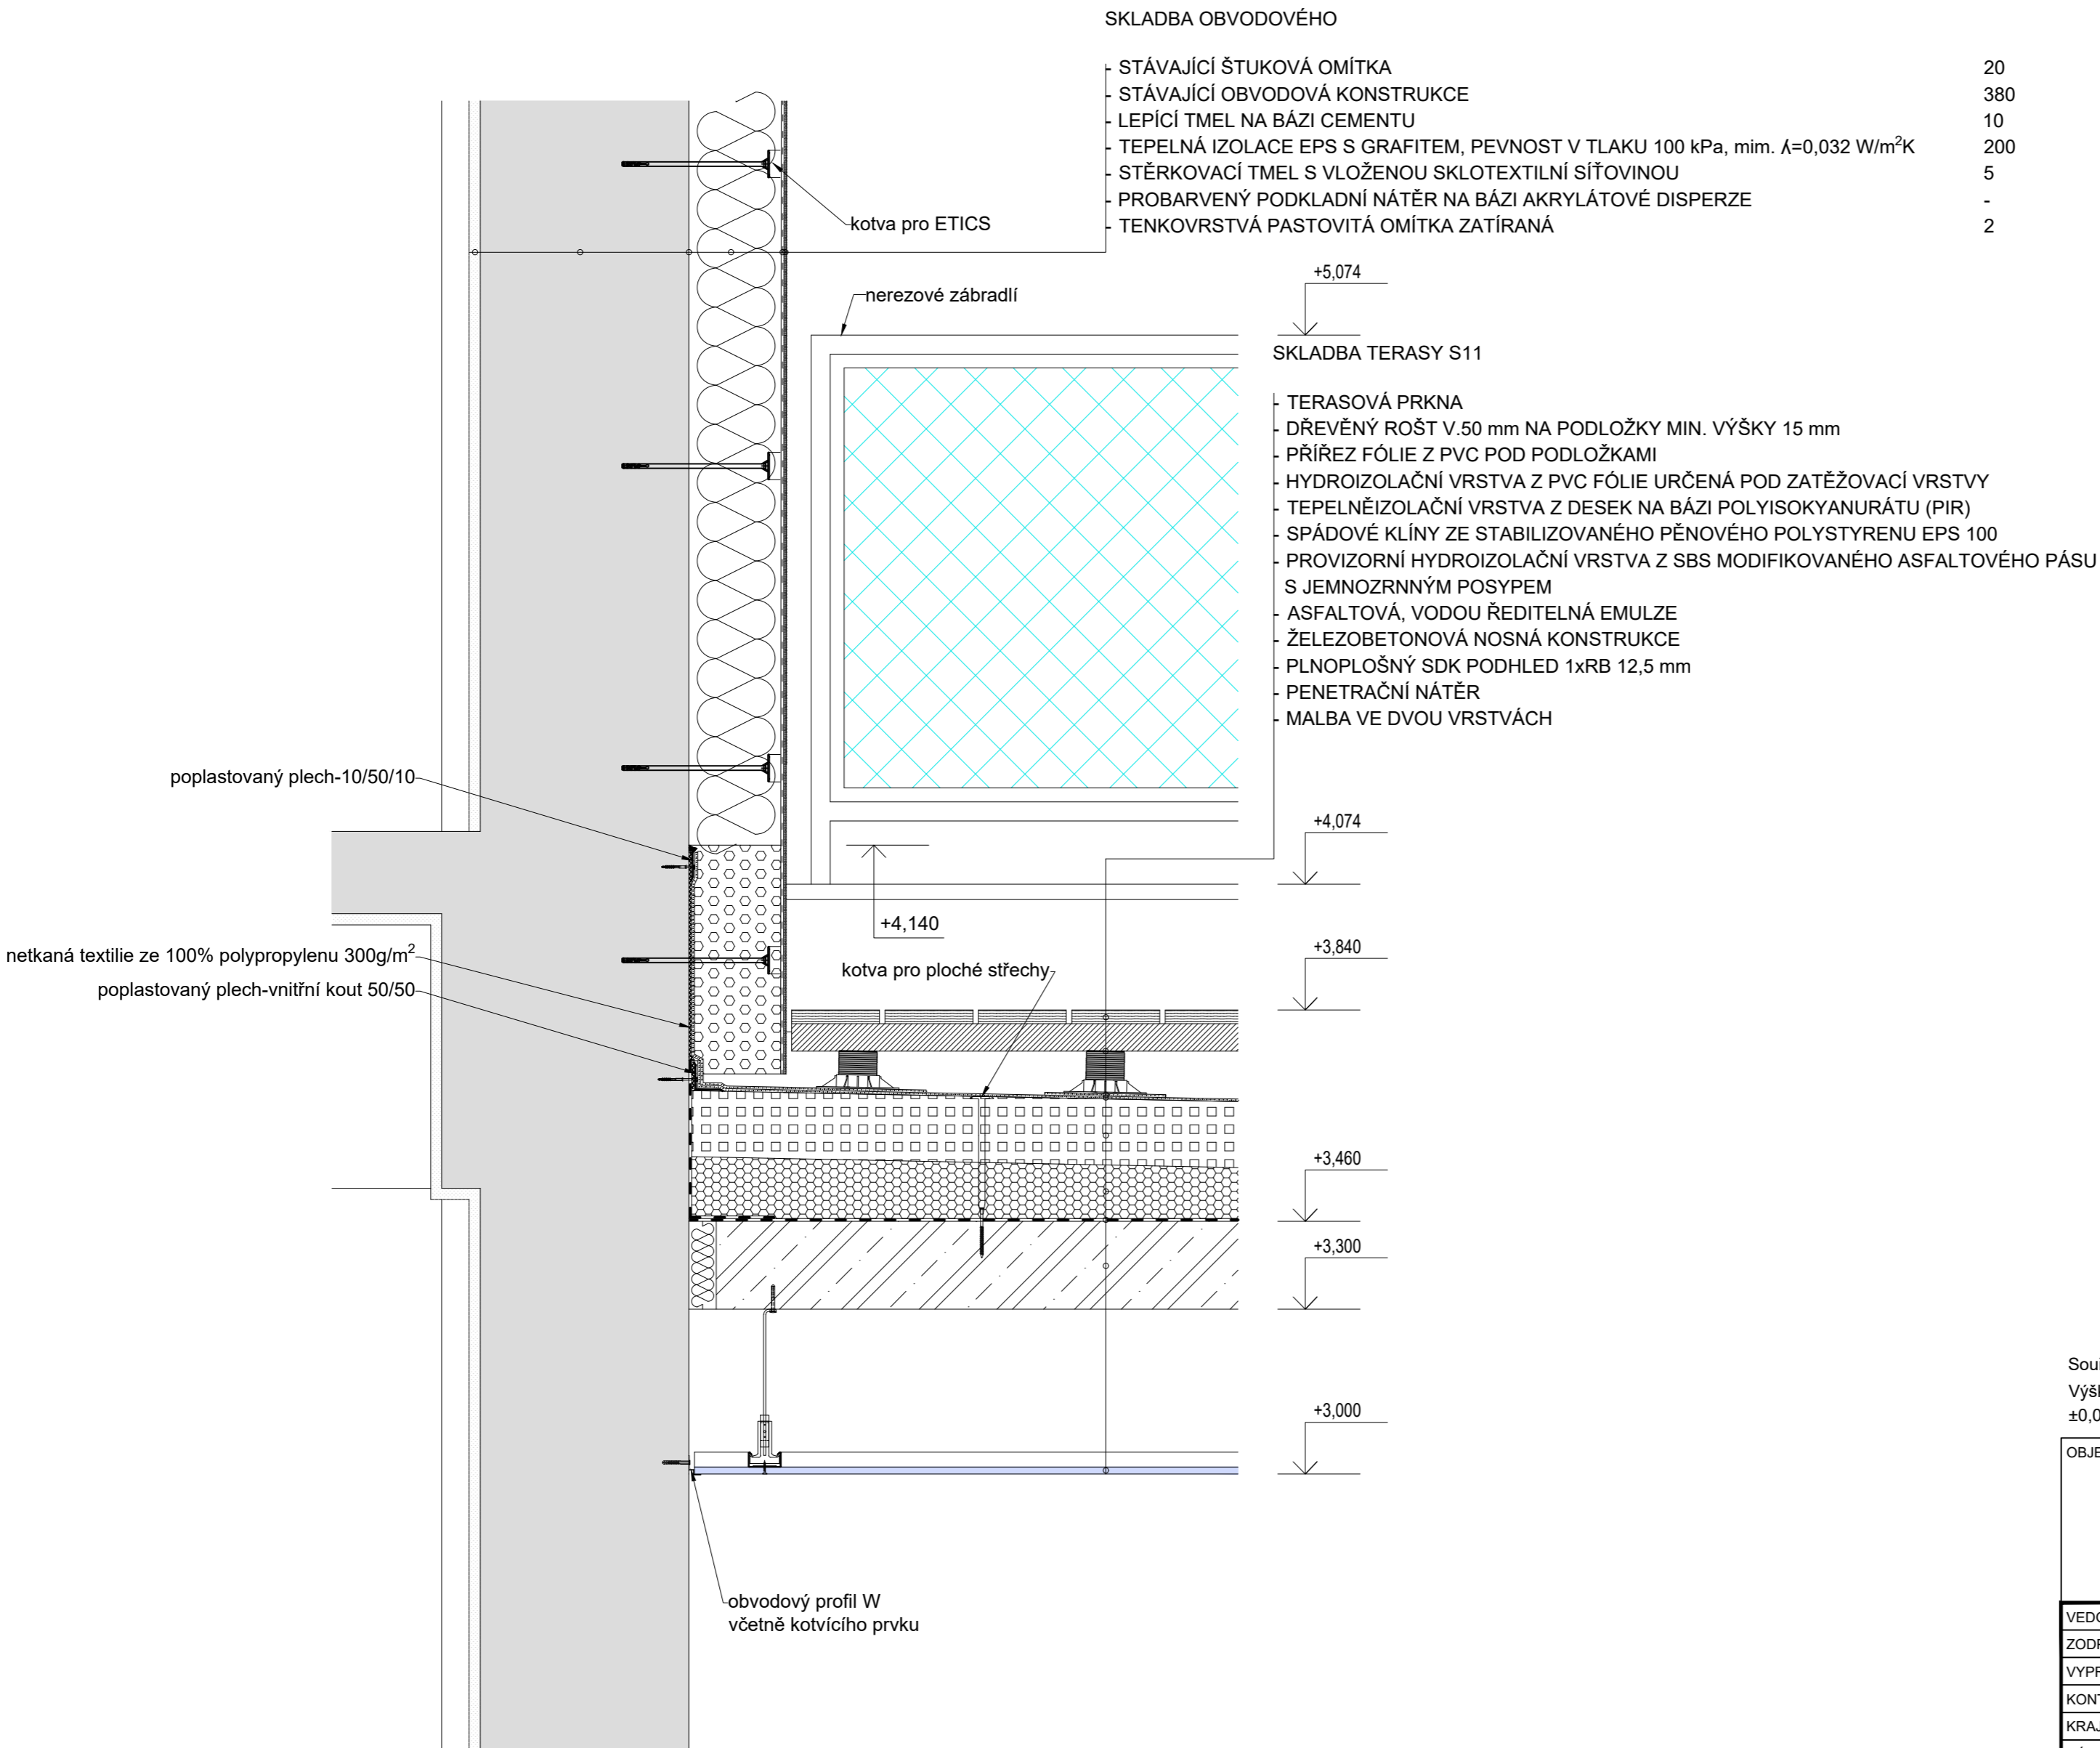 SKLADBA OBVODOVÉHO
- STÁVAJÍCÍ ŠTUKOVÁ OMÍTKA 20
- STÁVAJÍCÍ OBVODOVÁ KONSTRUKCE 380
- LEPÍCÍ TMEL NA BÁZI CEMENTU 10
- TEPELNÁ IZOLACE EPS S GRAFITEM, PEVNOST V TLAKU 100 kPa, mim. ʎ=0,032 W/m²K 200
- STĚRKOVACÍ TMEL S VLOŽENOU SKLOTEXTILNÍ SÍŤOVINOU 5
- PROBARVENÝ PODKLADNÍ NÁTĚR NA BÁZI AKRYLÁTOVÉ DISPERZE -
- TENKOVRSTVÁ PASTOVITÁ OMÍTKA ZATÍRANÁ 2
kotva pro ETICS
+5,074
nerezové zábradlí
SKLADBA TERASY S11
- TERASOVÁ PRKNA
- DŘEVĚNÝ ROŠT V.50 mm NA PODLOŽKY MIN. VÝŠKY 15 mm
- PŘÍŘEZ FÓLIE Z PVC POD PODLOŽKAMI
- HYDROIZOLAČNÍ VRSTVA Z PVC FÓLIE URČENÁ POD ZATĚŽOVACÍ VRSTVY
- TEPELNĚIZOLAČNÍ VRSTVA Z DESEK NA BÁZI POLYISOKYANURÁTU (PIR)
- SPÁDOVÉ KLÍNY ZE STABILIZOVANÉHO PĚNOVÉHO POLYSTYRENU EPS 100
- PROVIZORNÍ HYDROIZOLAČNÍ VRSTVA Z SBS MODIFIKOVANÉHO ASFALTOVÉHO PÁSU
S JEMNOZRNNÝM POSYPEM
- ASFALTOVÁ, VODOU ŘEDITELNÁ EMULZE
- ŽELEZOBETONOVÁ NOSNÁ KONSTRUKCE
- PLNOPLOŠNÝ SDK PODHLED 1xRB 12,5 mm
- PENETRAČNÍ NÁTĚR
- MALBA VE DVOU VRSTVÁCH
poplastovaný plech-10/50/10
+4,074
+4,140
netkaná textilie ze 100% polypropylenu 300g/m²
+3,840
kotva pro ploché střechy
poplastovaný plech-vnitřní kout 50/50
+3,460
+3,300
+3,000
±0,0
obvodový profil W
včetně kotvícího prvku